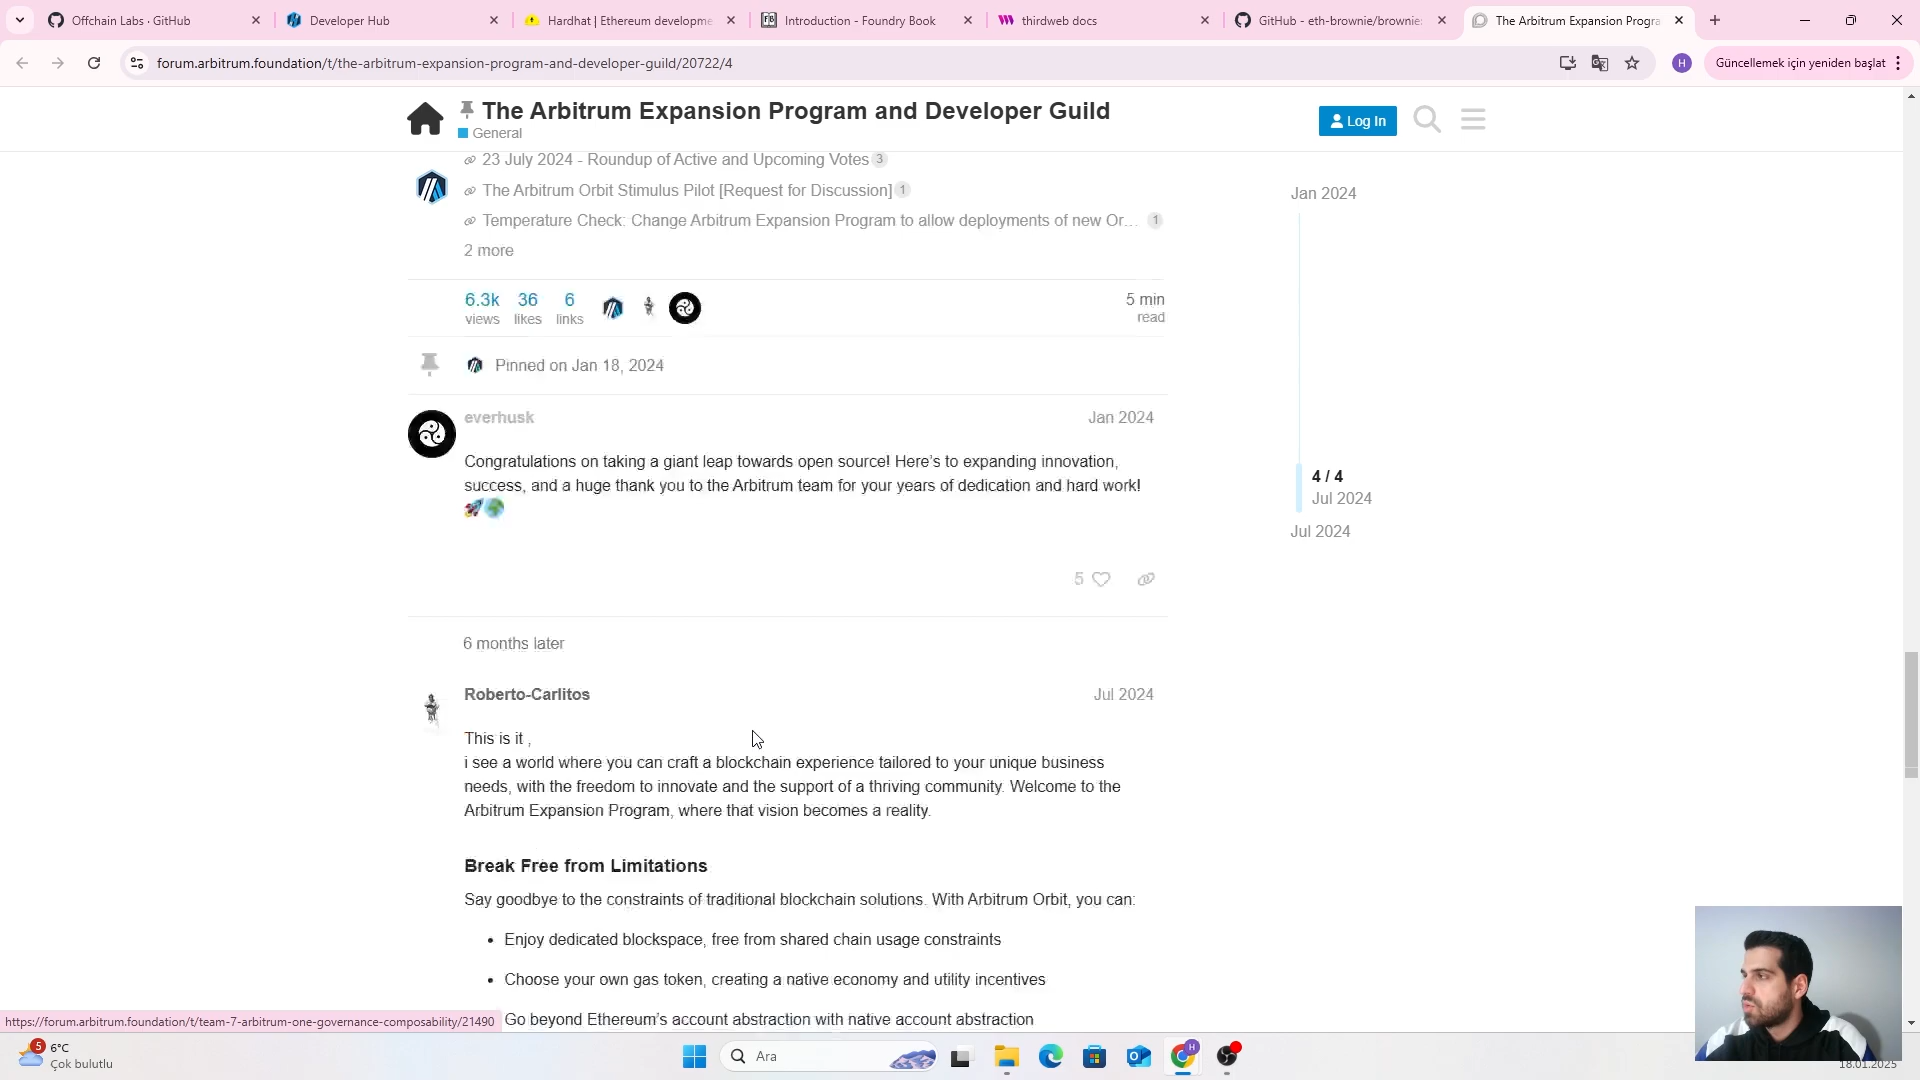 Offchain Labs · GitHub
Developer Hub
Hardhat | Ethereum developme
Introduction - Foundry Book
thirdweb docs
GitHub - eth-brownie/brownie:
The Arbitrum Expansion Progra
forum.arbitrum.foundation/t/the-arbitrum-expansion-program-and-developer-guild/20722/4
H
Güncellemek için yeniden başlat
The Arbitrum Expansion Program and Developer Guild
General
Log In
23 July 2024 - Roundup of Active and Upcoming Votes 3
The Arbitrum Orbit Stimulus Pilot [Request for Discussion] 1
Temperature Check: Change Arbitrum Expansion Program to allow deployments of new Or... 1
2 more
6.3k views
36 likes
6 links
5 min read
Pinned on Jan 18, 2024
everhusk
Jan 2024
Congratulations on taking a giant leap towards open source! Here's to expanding innovation,
success, and a huge thank you to the Arbitrum team for your years of dedication and hard work!
5
6 months later
Roberto-Carlitos
Jul 2024
This is it ,
i see a world where you can craft a blockchain experience tailored to your unique business
needs, with the freedom to innovate and the support of a thriving community. Welcome to the
Arbitrum Expansion Program, where that vision becomes a reality.
Break Free from Limitations
Say goodbye to the constraints of traditional blockchain solutions. With Arbitrum Orbit, you can:
• Enjoy dedicated blockspace, free from shared chain usage constraints
• Choose your own gas token, creating a native economy and utility incentives
Go beyond Ethereum's account abstraction with native account abstraction
Jan 2024
4 / 4
Jul 2024
Jul 2024
https://forum.arbitrum.foundation/t/team-7-arbitrum-one-governance-composability/21490
5
6°C
Çok bulutlu
Ara
H
18.01.2025